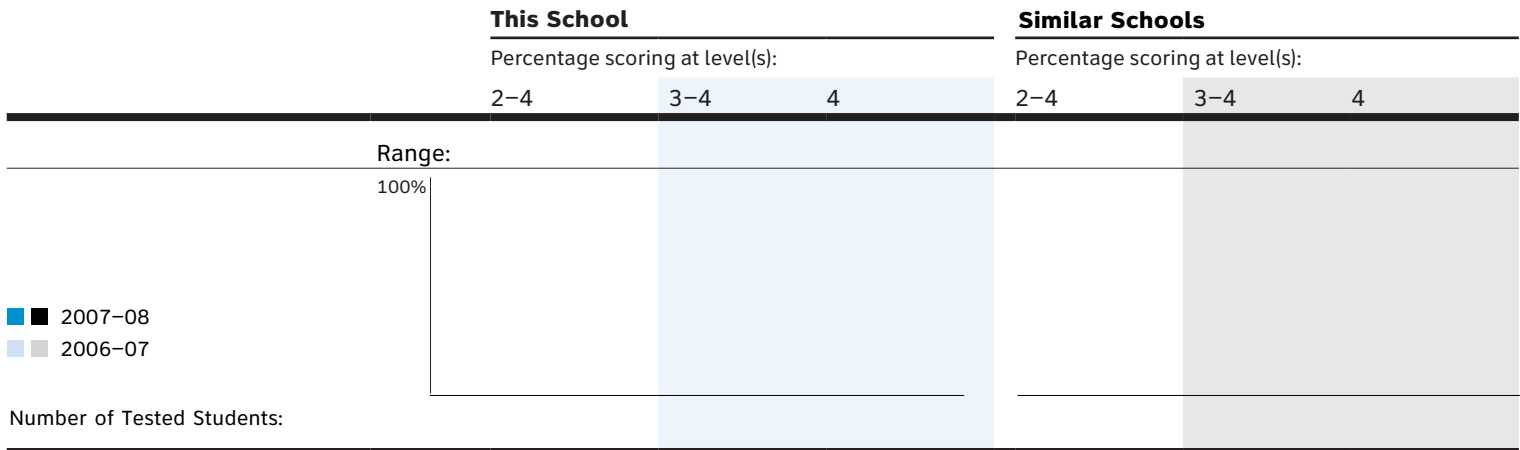 This School Similar Schools
Percentage scoring at level(s): Percentage scoring at level(s):
2–4 3–4 4 2–4 3–4 4
Range:
100%
2007–08
2006–07
Number of Tested Students: